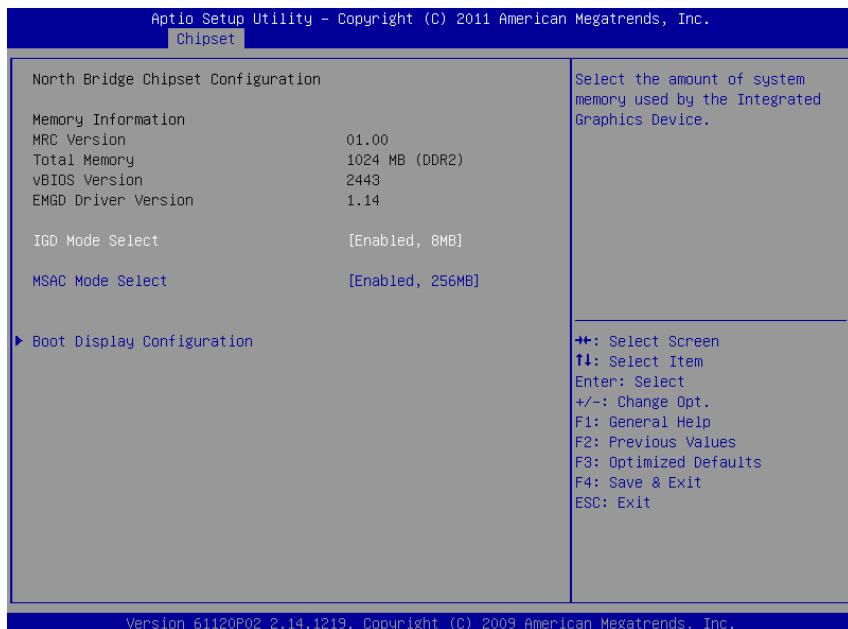 Aptio Setup Utility – Copyright (C) 2011 American Megatrends, Inc.
Chipset
North Bridge Chipset Configuration
Memory Information
MRC Version 01.00
Total Memory 1024 MB (DDR2)
vBIOS Version 2443
EMGD Driver Version 1.14
IGD Mode Select [Enabled, 8MB]
MSAC Mode Select [Enabled, 256MB]
Boot Display Configuration
Select the amount of system
memory used by the Integrated
Graphics Device.
→←: Select Screen
↑↓: Select Item
Enter: Select
+/-: Change Opt.
F1: General Help
F2: Previous Values
F3: Optimized Defaults
F4: Save & Exit
ESC: Exit
Version 61120P02 2.14.1219. Copyright (C) 2009 American Megatrends, Inc.